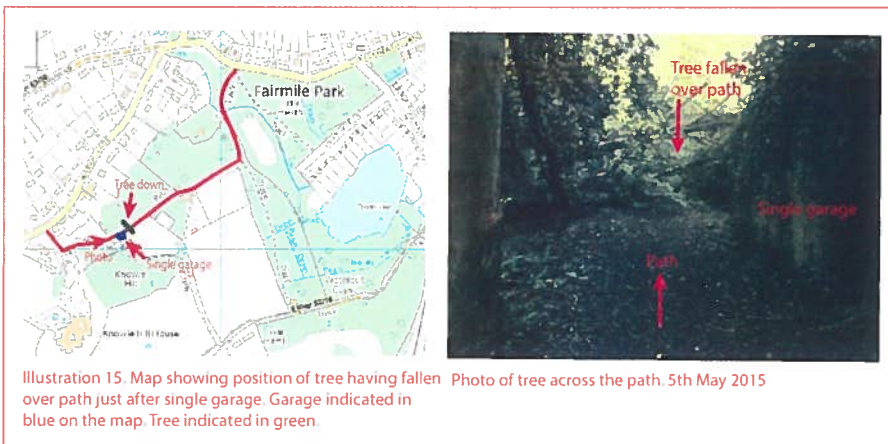 Fairmile Park
Tree down
Photo
Single garage
Tree fallen
over path
Single garage
Path
Illustration 15. Map showing position of tree having fallen
over path just after single garage. Garage indicated in
blue on the map. Tree indicated in green.
Photo of tree across the path. 5th May 2015